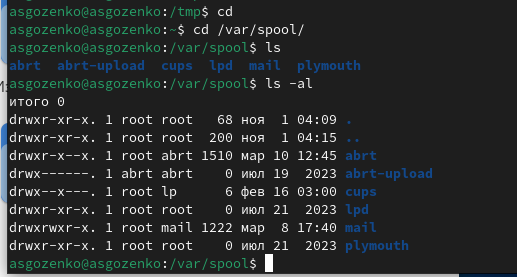 asgozenko@asgozenko:/tmp$ cd
asgozenko@asgozenko:~$ cd /var/spool/
asgozenko@asgozenko:/var/spool$ ls
abrt  abrt-upload  cups  lpd  mail  plymouth
asgozenko@asgozenko:/var/spool$ ls -al
итого 0
drwxr-xr-x. 1 root root   68 ноя  1 04:09 .
drwxr-xr-x. 1 root root  200 ноя  1 04:15 ..
drwxr-x--x. 1 root abrt 1510 мар 10 12:45 abrt
drwx------. 1 abrt abrt    0 июл 19  2023 abrt-upload
drwx--x---. 1 root lp      6 фев 16 03:00 cups
drwxr-xr-x. 1 root root    0 июл 21  2023 lpd
drwxrwxr-x. 1 root mail 1222 мар  8 17:40 mail
drwxr-xr-x. 1 root root    0 июл 21  2023 plymouth
asgozenko@asgozenko:/var/spool$